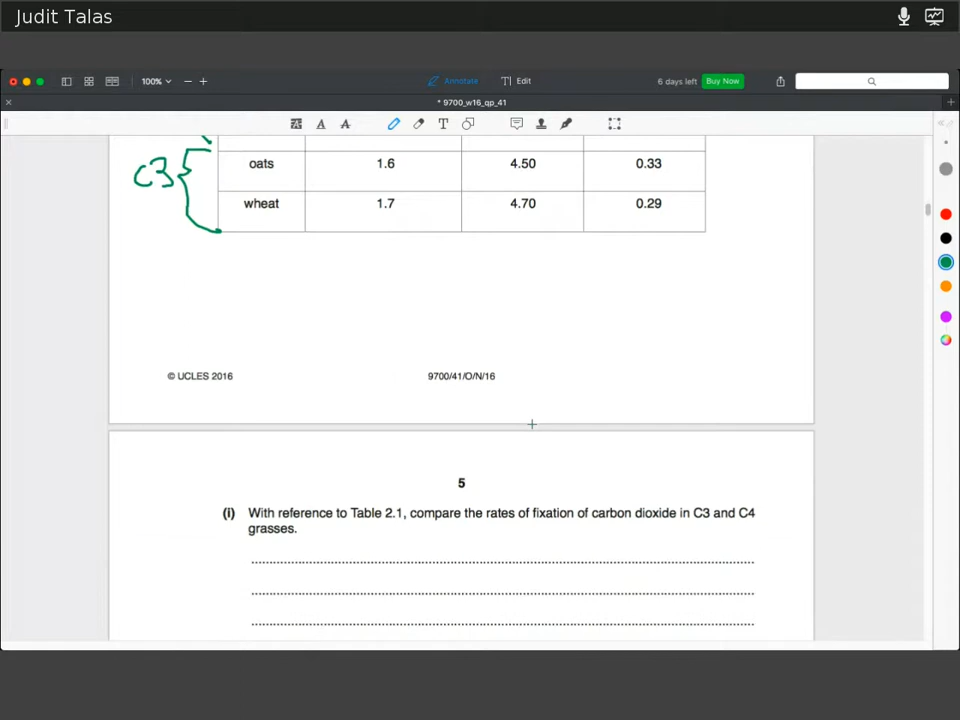 Judit Talas
100%
Annotate
Edit
6 days left
Buy Now
* 9700_w16_qp_41
C3
oats 1.6 4.50 0.33
wheat 1.7 4.70 0.29
© UCLES 2016 9700/41/O/N/16
5
(i) With reference to Table 2.1, compare the rates of fixation of carbon dioxide in C3 and C4
grasses.